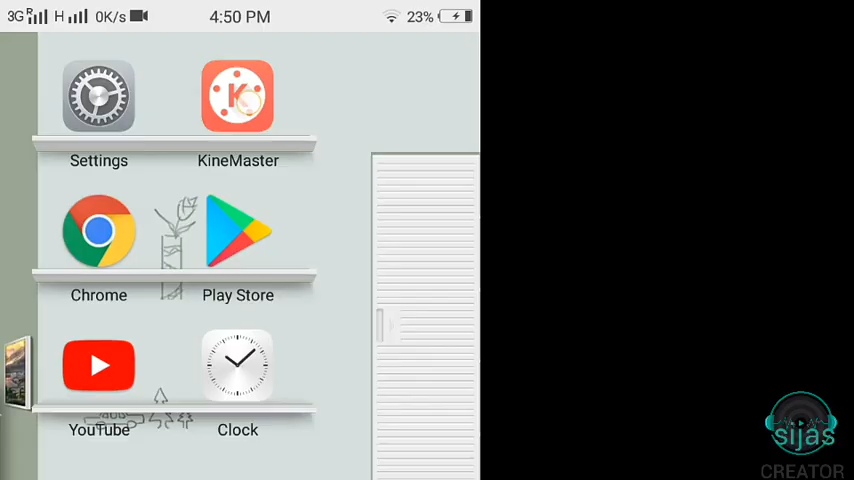 3G R H 0K/s 4:50 PM 23%
Settings KineMaster
Chrome Play Store
YouTube Clock
sijas
CREATOR